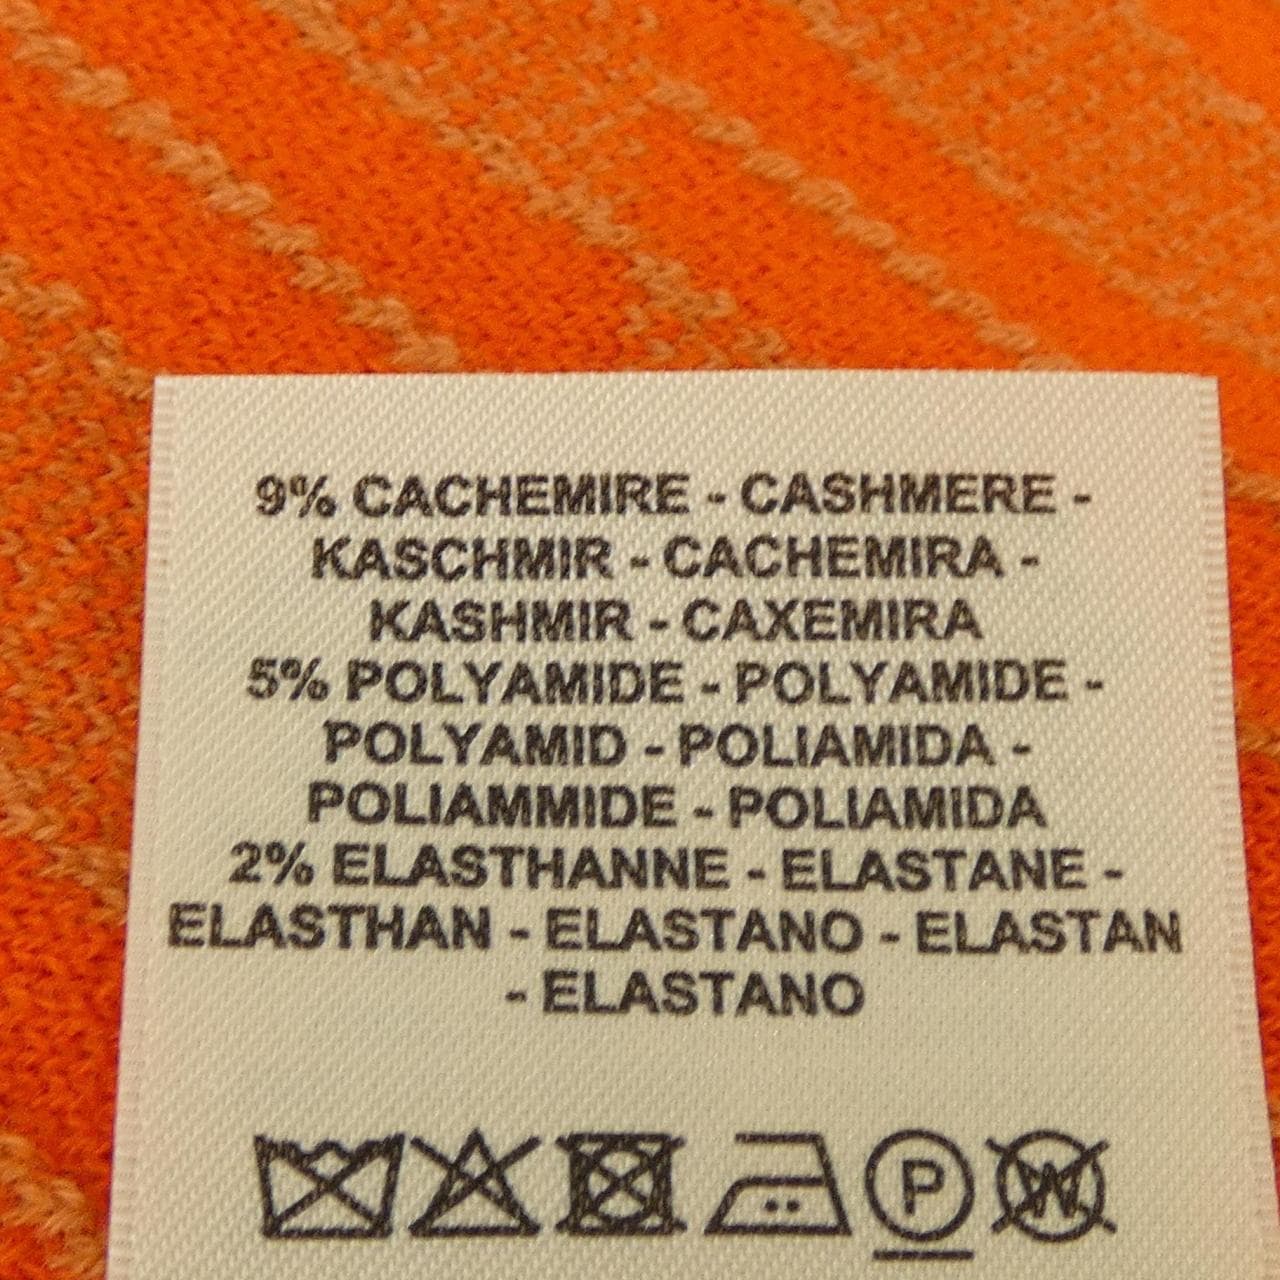 9% CACHEMIRE - CASHMERE -
KASCHMIR - CACHEMIRA -
KASHMIR - CAXEMIRA
5% POLYAMIDE - POLYAMIDE -
POLYAMID - POLIAMIDA -
POLIAMMIDE - POLIAMIDA
2% ELASTHANNE - ELASTANE -
ELASTHAN - ELASTANO - ELASTAN
- ELASTANO
P W